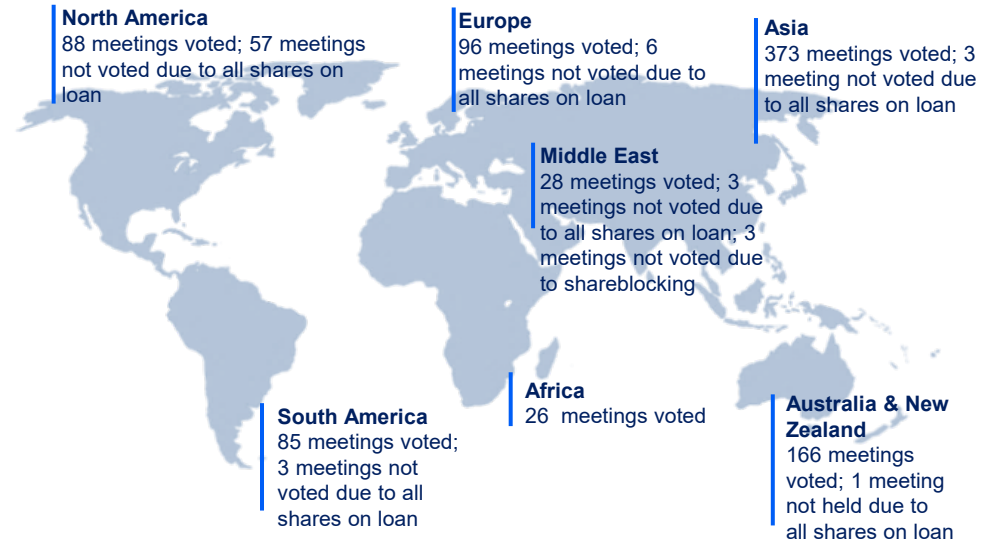 North America
88 meetings voted; 57 meetings
not voted due to all shares on
loan
Europe
96 meetings voted; 6
meetings not voted due to
all shares on loan
Asia
373 meetings voted; 3
meeting not voted due
to all shares on loan
Middle East
28 meetings voted; 3
meetings not voted due
to all shares on loan; 3
meetings not voted due
to shareblocking
Africa
26 meetings voted
South America
85 meetings voted;
3 meetings not
voted due to all
shares on loan
Australia & New
Zealand
166 meetings
voted; 1 meeting
not held due to
all shares on loan